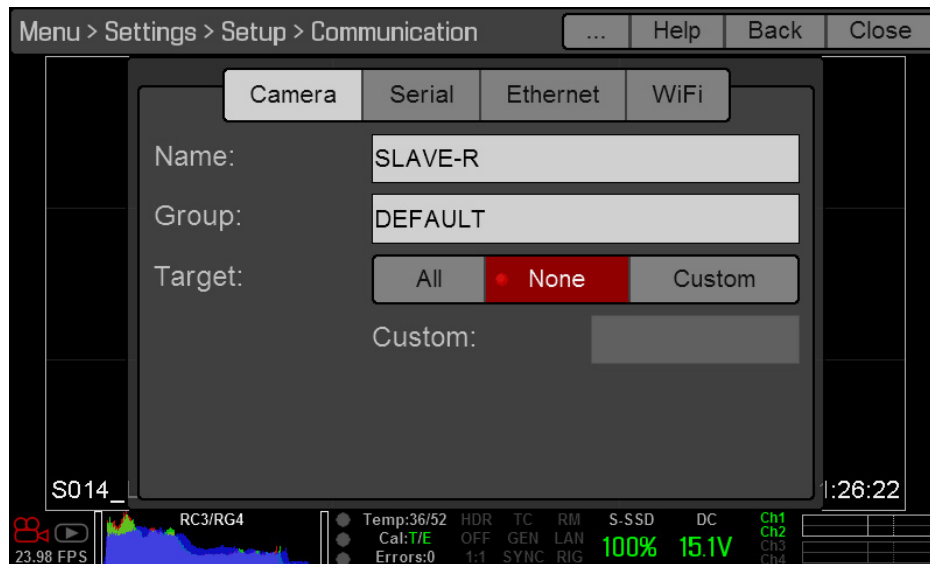 Menu > Settings > Setup > Communication ... Help Back Close
Camera Serial Ethernet WiFi
Name: SLAVE-R
Group: DEFAULT
Target: All None Custom
Custom:
S014_ :26:22
RC3/RG4 Temp:36/52 HDR TC RM S-SSD DC Ch1
Cal:T/E OFF GEN LAN 100% 15.1V Ch2
23.98 FPS Errors:0 1:1 SYNC RIG Ch3
Ch4